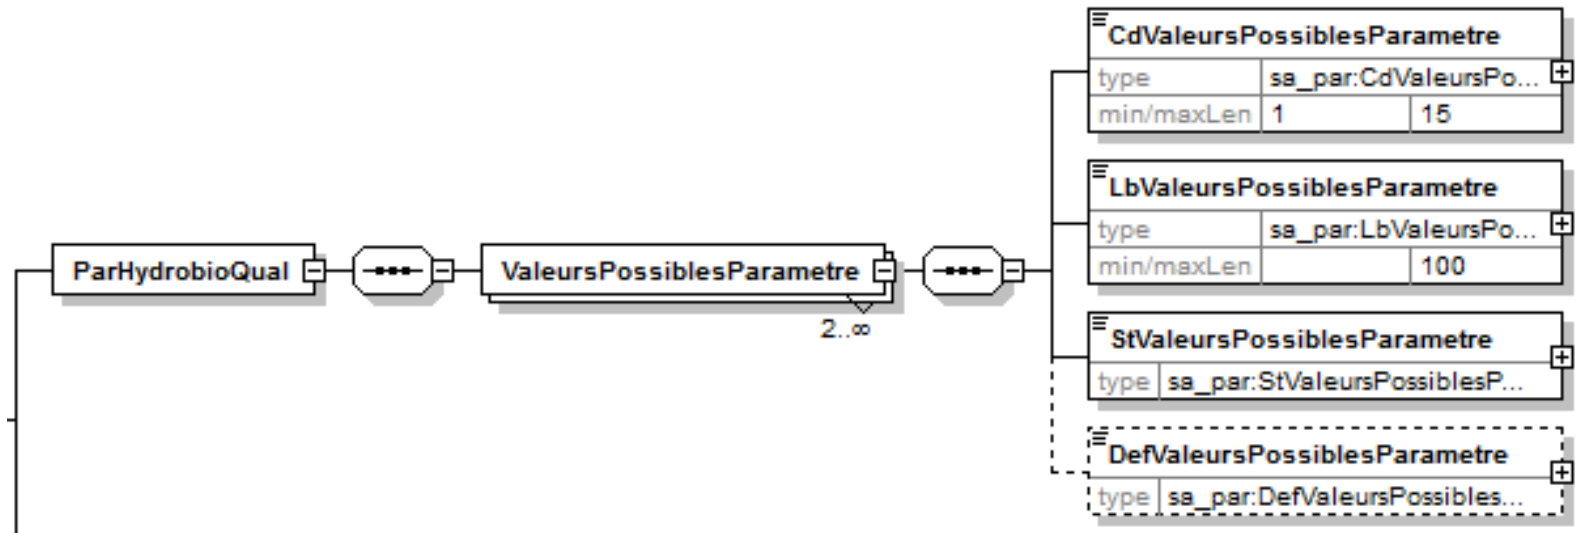 CdValeursPossiblesParametre
type sa_par:CdValeursPo...
min/maxLen 1 15
LbValeursPossiblesParametre
type sa_par:LbValeursPo...
min/maxLen 100
ParHydrobioQual
ValeursPossiblesParametre
2..∞
StValeursPossiblesParametre
type sa_par:StValeursPossiblesP...
DefValeursPossiblesParametre
type sa_par:DefValeursPossibles...